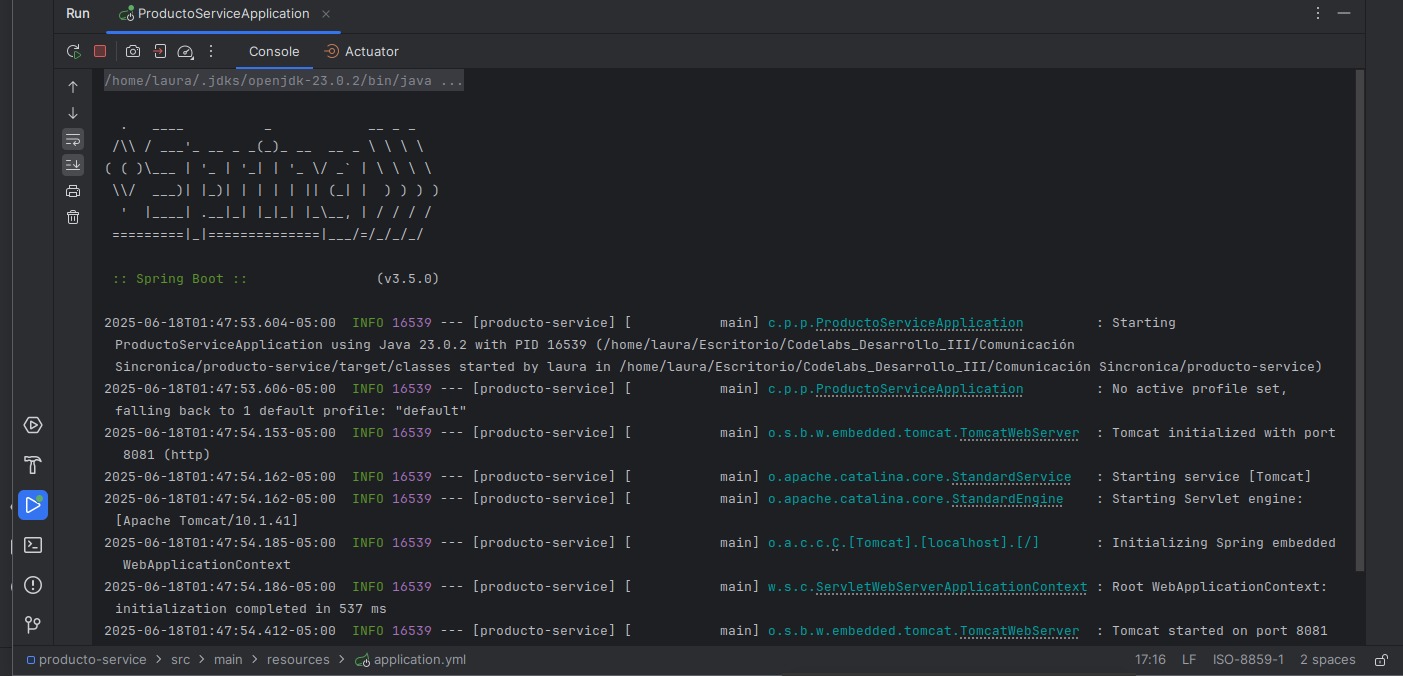 Run ProductoServiceApplication
Console Actuator
/home/laura/.jdks/openjdk-23.0.2/bin/java ...
  .   ____          _            __ _ _
 /\\ / ___'_ __ _ _(_)_ __  __ _ \ \ \ \
( ( )\___ | '_ | '_| | '_ \/ _` | \ \ \ \
 \\/  ___)| |_)| | | | | || (_| |  ) ) ) )
  '  |____| .__|_| |_|_| |_\__, | / / / /
 =========|_|==============|___/=/_/_/_/
 :: Spring Boot ::                (v3.5.0)
2025-06-18T01:47:53.604-05:00  INFO 16539 --- [producto-service] [           main] c.p.p.ProductoServiceApplication         : Starting
ProductoServiceApplication using Java 23.0.2 with PID 16539 (/home/laura/Escritorio/Codelabs_Desarrollo_III/Comunicación
Sincronica/producto-service/target/classes started by laura in /home/laura/Escritorio/Codelabs_Desarrollo_III/Comunicación Sincronica/producto-service)
2025-06-18T01:47:53.606-05:00  INFO 16539 --- [producto-service] [           main] c.p.p.ProductoServiceApplication         : No active profile set,
falling back to 1 default profile: "default"
2025-06-18T01:47:54.153-05:00  INFO 16539 --- [producto-service] [           main] o.s.b.w.embedded.tomcat.TomcatWebServer  : Tomcat initialized with port
8081 (http)
2025-06-18T01:47:54.162-05:00  INFO 16539 --- [producto-service] [           main] o.apache.catalina.core.StandardService   : Starting service [Tomcat]
2025-06-18T01:47:54.162-05:00  INFO 16539 --- [producto-service] [           main] o.apache.catalina.core.StandardEngine    : Starting Servlet engine:
[Apache Tomcat/10.1.41]
2025-06-18T01:47:54.185-05:00  INFO 16539 --- [producto-service] [           main] o.a.c.c.C.[Tomcat].[localhost].[/]       : Initializing Spring embedded
WebApplicationContext
2025-06-18T01:47:54.186-05:00  INFO 16539 --- [producto-service] [           main] w.s.c.ServletWebServerApplicationContext : Root WebApplicationContext:
initialization completed in 537 ms
2025-06-18T01:47:54.412-05:00  INFO 16539 --- [producto-service] [           main] o.s.b.w.embedded.tomcat.TomcatWebServer  : Tomcat started on port 8081
producto-service > src > main > resources > application.yml 17:16 LF ISO-8859-1 2 spaces